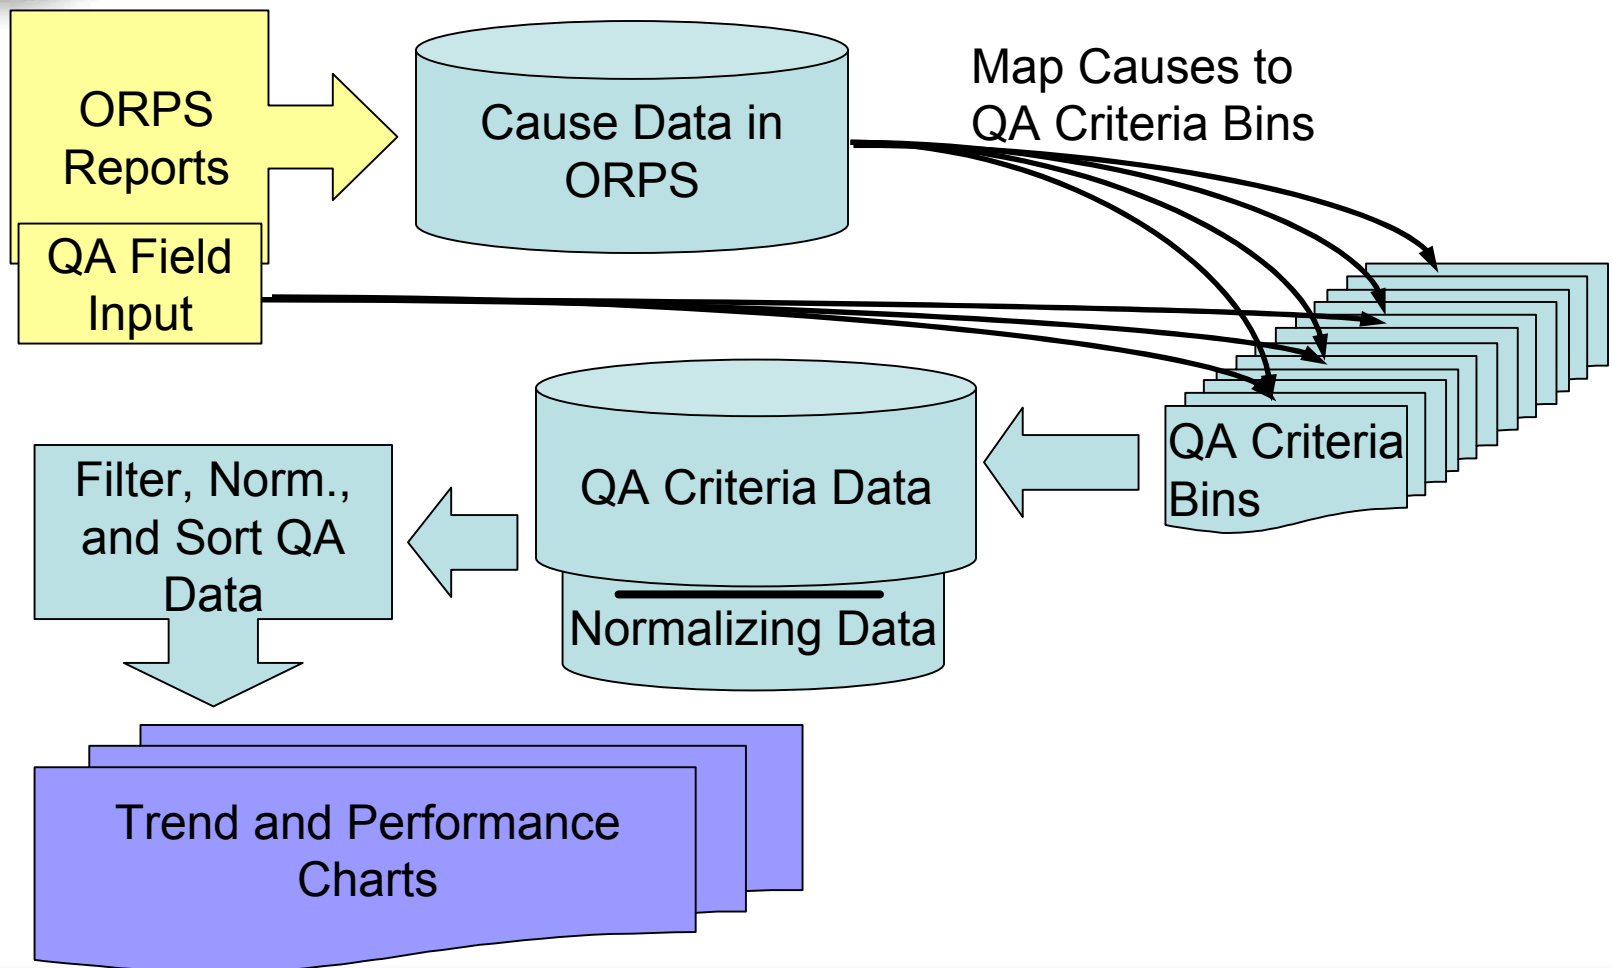 ORPS
Reports
Cause Data in
ORPS
Map Causes to
QA Criteria Bins
QA Field
Input
QA Criteria
Bins
QA Criteria Data
Normalizing Data
Filter, Norm.,
and Sort QA
Data
Trend and Performance
Charts